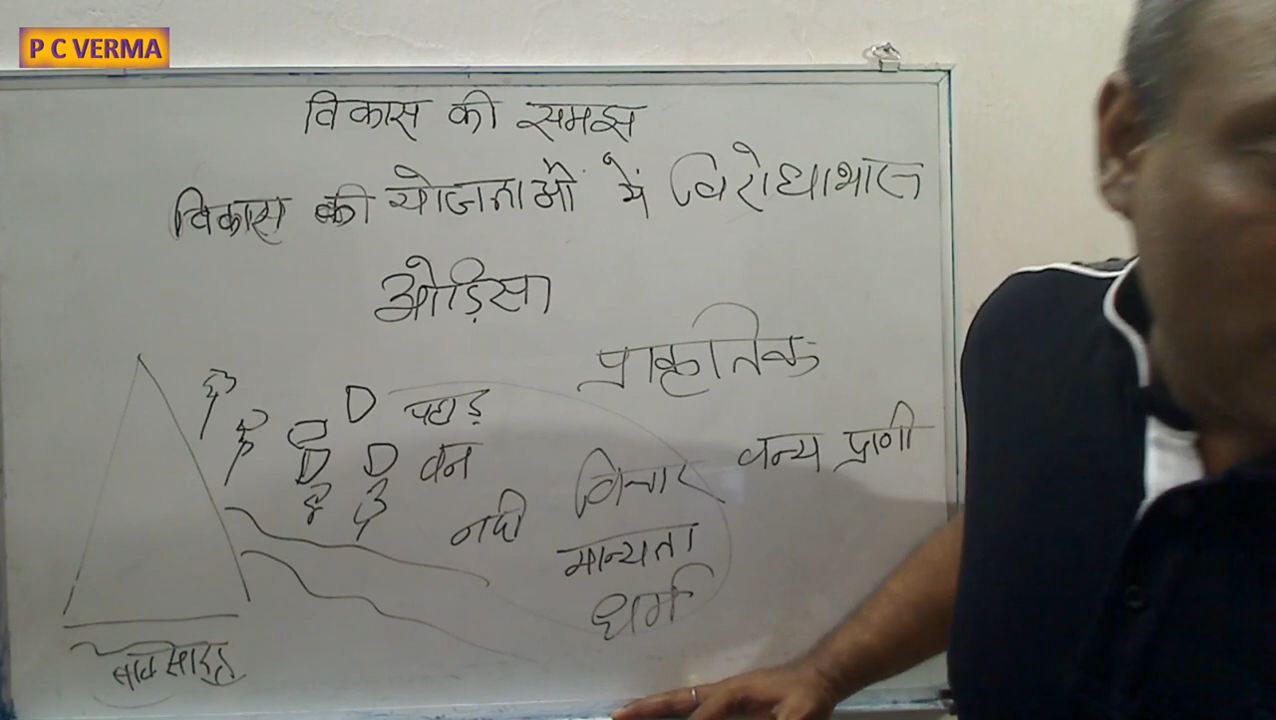 P C VERMA
विकास की समझ
विकास की योजनाओं में विरोधाभास
ओड़िसा
प्राकृतिक
पहाड़
वन
नदी
विचार
वन्य प्राणी
मान्यता
धर्म